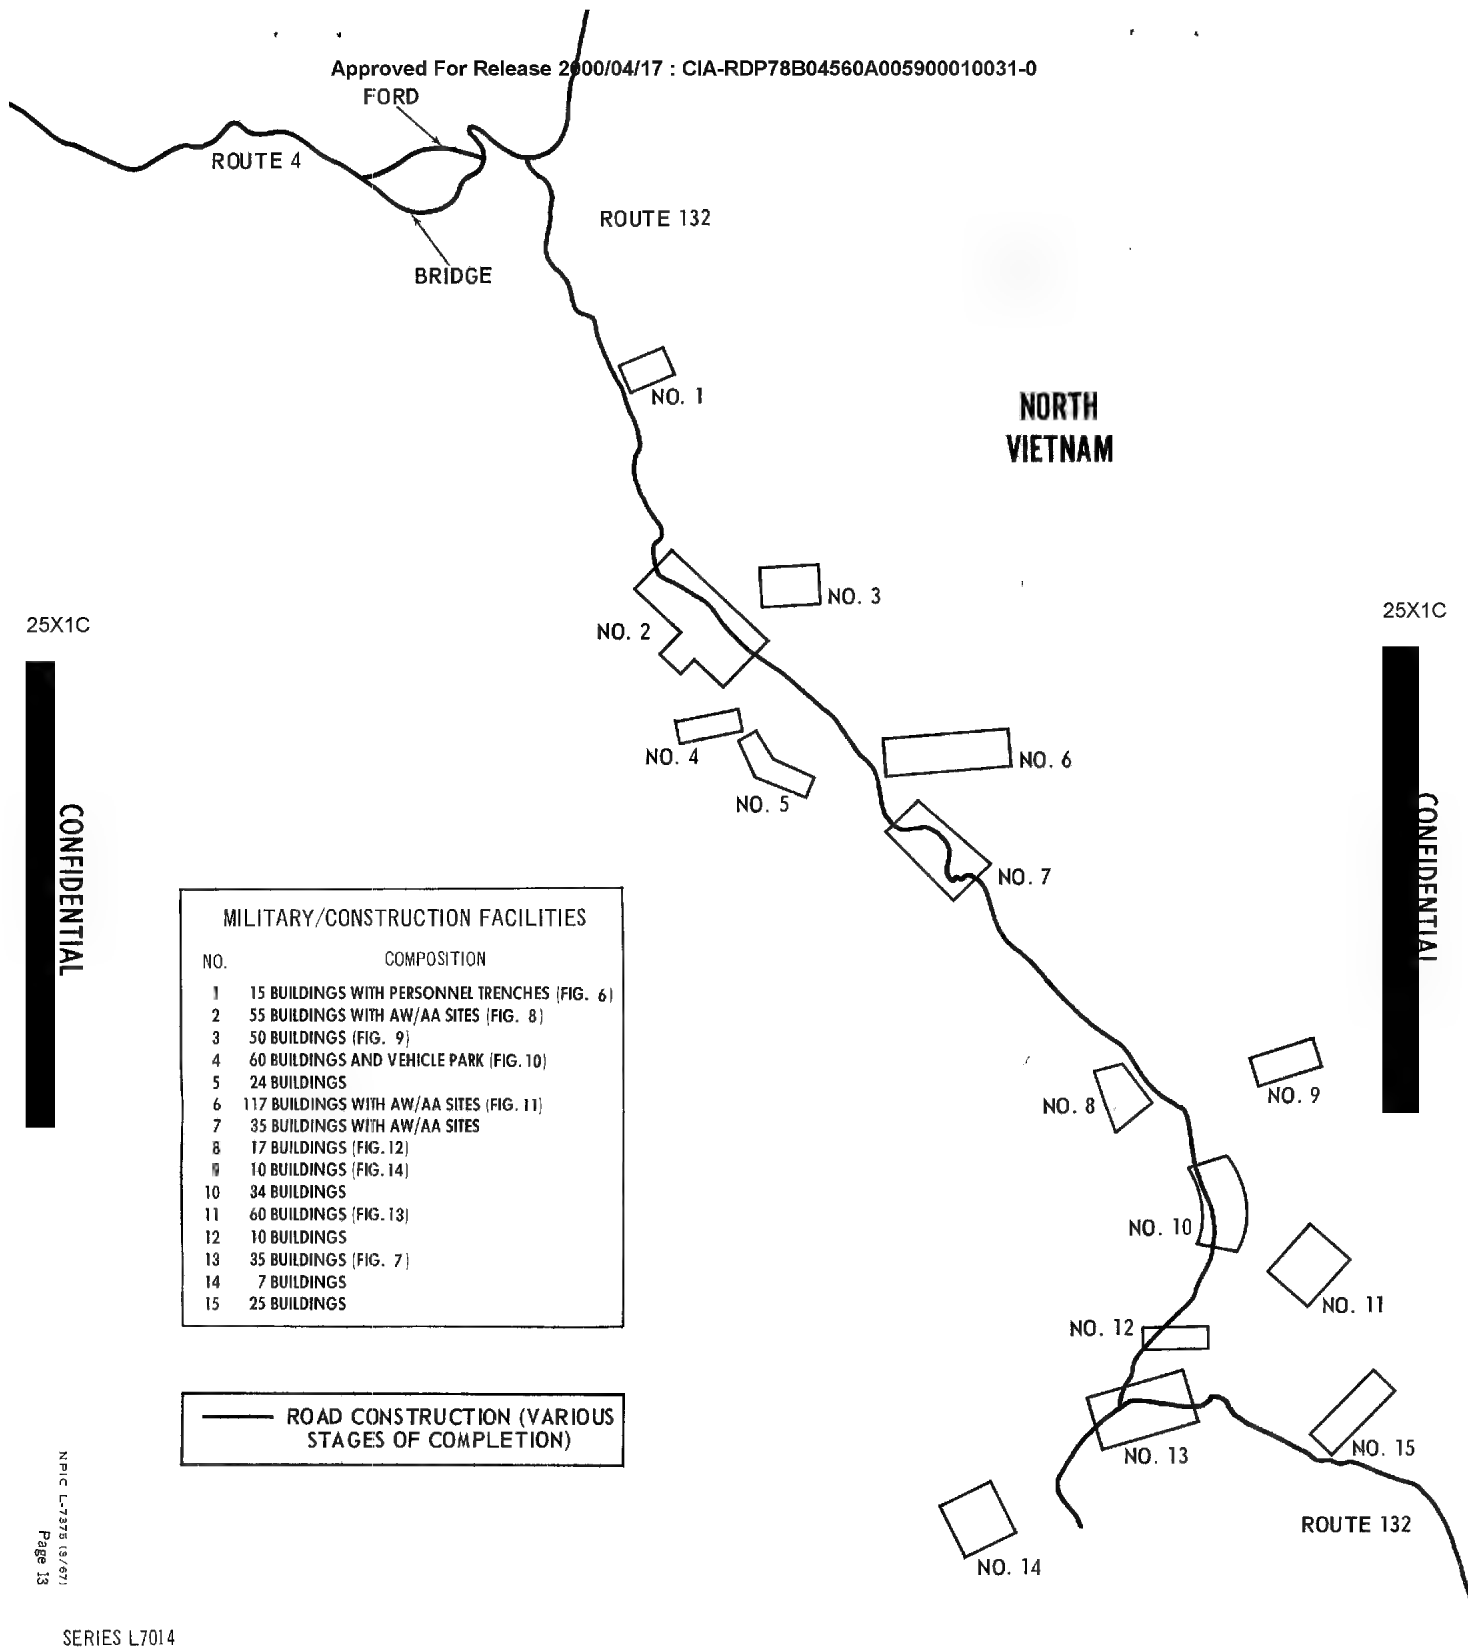 Approved For Release 2000/04/17 : CIA-RDP78B04560A005900010031-0
FORD
ROUTE 4
ROUTE 132
BRIDGE
NO. 1
NORTH
VIETNAM
NO. 3
25X1C
25X1C
NO. 2
NO. 4
NO. 6
NO. 5
CONFIDENTIAL
CONFIDENTIAL
NO. 7
MILITARY/CONSTRUCTION FACILITIES
NO. COMPOSITION
1 15 BUILDINGS WITH PERSONNEL TRENCHES (FIG. 6)
2 55 BUILDINGS WITH AW/AA SITES (FIG. 8)
3 50 BUILDINGS (FIG. 9)
4 60 BUILDINGS AND VEHICLE PARK (FIG. 10)
5 24 BUILDINGS
6 117 BUILDINGS WITH AW/AA SITES (FIG. 11)
7 35 BUILDINGS WITH AW/AA SITES
8 17 BUILDINGS (FIG. 12)
9 10 BUILDINGS (FIG. 14)
10 34 BUILDINGS
11 60 BUILDINGS (FIG. 13)
12 10 BUILDINGS
13 35 BUILDINGS (FIG. 7)
14 7 BUILDINGS
15 25 BUILDINGS
NO. 8
NO. 9
NO. 10
NO. 11
NO. 12
ROAD CONSTRUCTION (VARIOUS
STAGES OF COMPLETION)
NO. 13
NO. 15
ROUTE 132
NO. 14
NPIC L-7375 (3/67)
Page 13
SERIES L7014